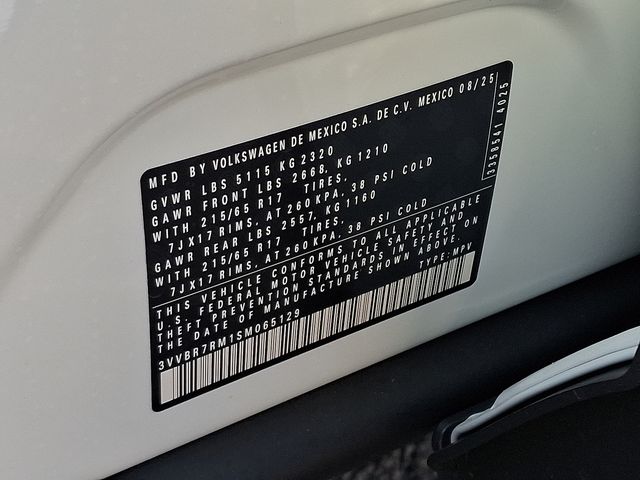 MFD BY VOLKSWAGEN DE MEXICO S.A. DE C.V. MEXICO 08/25
GVWR LBS 5115 KG 2320
GAWR FRONT LBS 2668, KG 1210
WITH 215/65 R17 TIRES,
7JX17 RIMS, AT 260KPA, 38 PSI COLD
GAWR REAR LBS 2557, KG 1160
WITH 215/65 R17 TIRES,
7JX17 RIMS, AT 260KPA, 38 PSI COLD
THIS VEHICLE CONFORMS TO ALL APPLICABLE
U.S. FEDERAL MOTOR VEHICLE SAFETY AND
THEFT PREVENTION STANDARDS IN EFFECT ON
THE DATE OF MANUFACTURE SHOWN ABOVE.
3VVBR7RM1SM065129 TYPE: MPV
3358541 4025